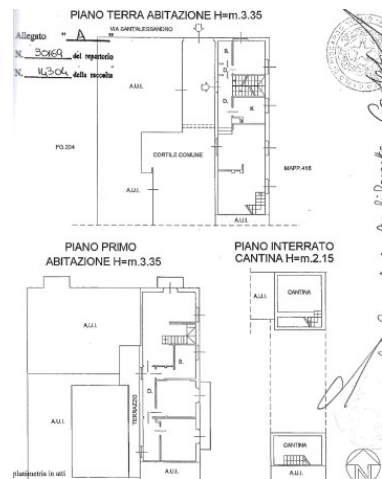 PIANO TERRA ABITAZIONE H=m.3.35
VIA SANT'ALESSANDRO
Allegato " A "
N. 30169 del repertorio
N. 14304 della raccolta
P.
D.
A.U.I.
D.
K
FG.204
CORTILE COMUNE
MAPP.416
A.U.I.
A.U.I.
PIANO PRIMO
ABITAZIONE H=m.3.35
PIANO INTERRATO
CANTINA H=m.2.15
A.U.I.
A.U.I.
CANTINA
P.
D.
TERRAZZO
A.U.I.
A.U.I.
CANTINA
A.U.I.
A.U.I.
planimetria in atti
N